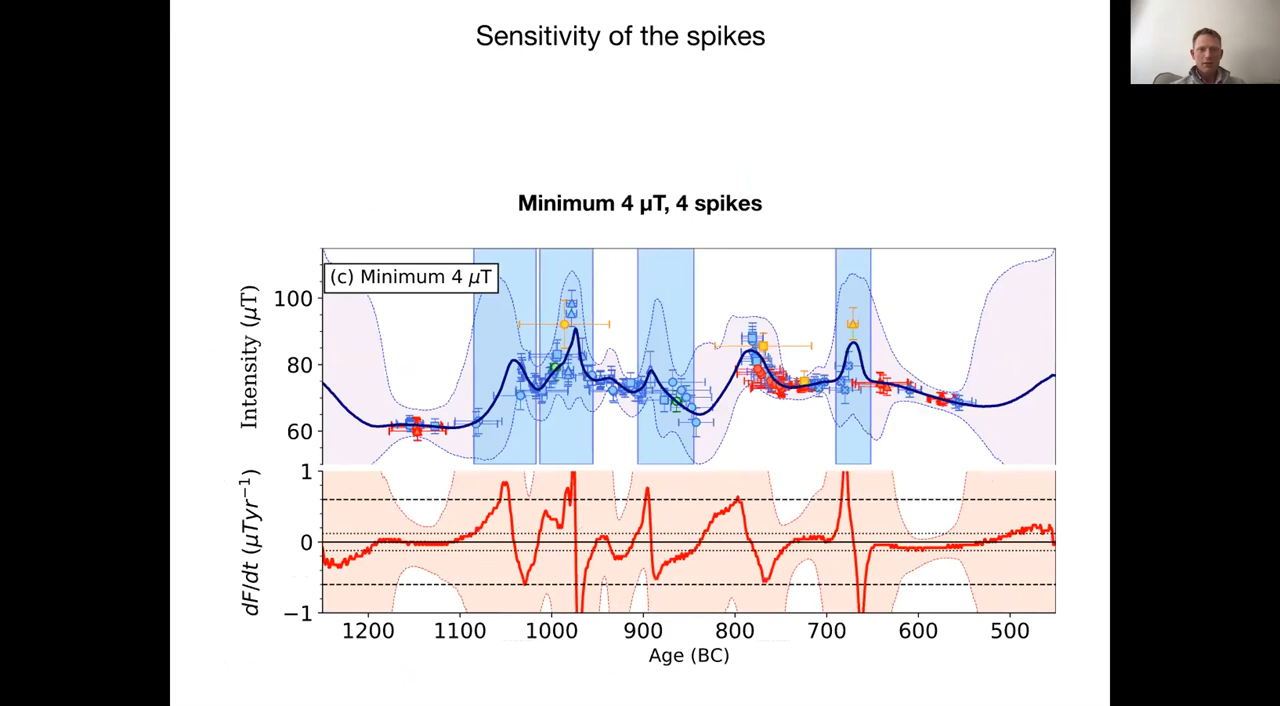 Sensitivity of the spikes
Minimum 4 µT, 4 spikes
(c) Minimum 4 µT
Intensity (µT)
100
80
60
dF/dt (µTyr⁻¹)
1
0
−1
1200 1100 1000 900 800 700 600 500
Age (BC)